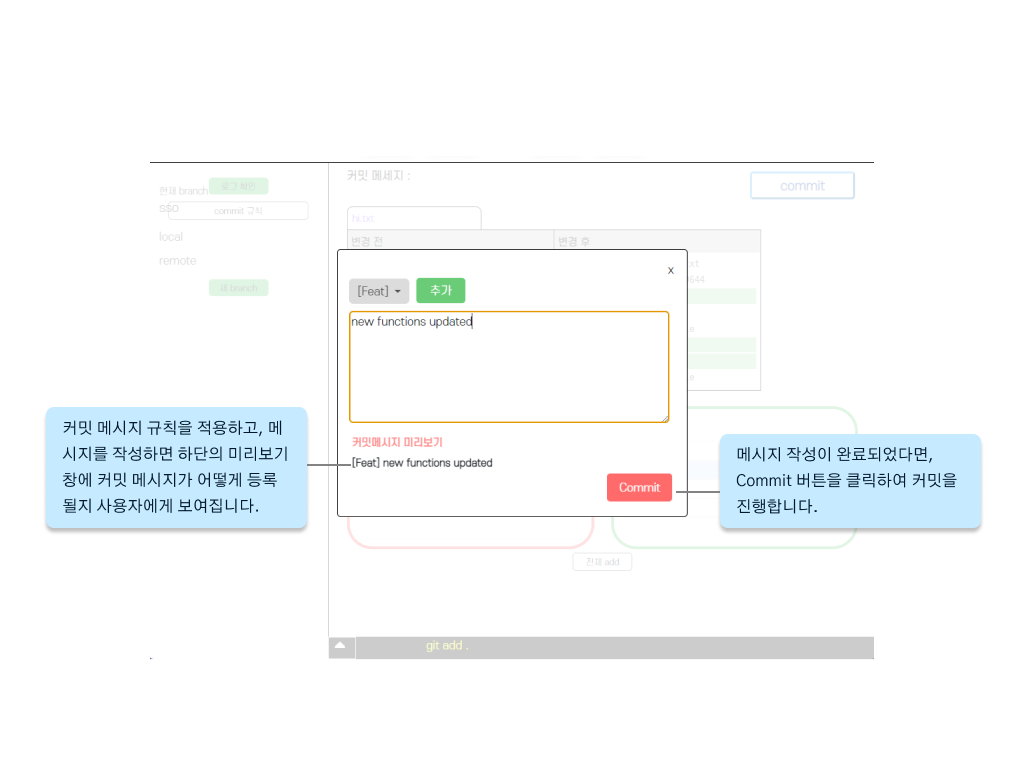 커밋 메세지 :
commit
현재 branch
태그 확인
sso
commit 규칙
local
remote
새 branch
hi.txt
변경 전
변경 후
x
[Feat]
추가
new functions updated
커밋메시지 미리보기
[Feat] new functions updated
Commit
커밋 메시지 규칙을 적용하고, 메
시지를 작성하면 하단의 미리보기
창에 커밋 메시지가 어떻게 등록
될지 사용자에게 보여집니다.
메시지 작성이 완료되었다면,
Commit 버튼을 클릭하여 커밋을
진행합니다.
전체 add
git add .